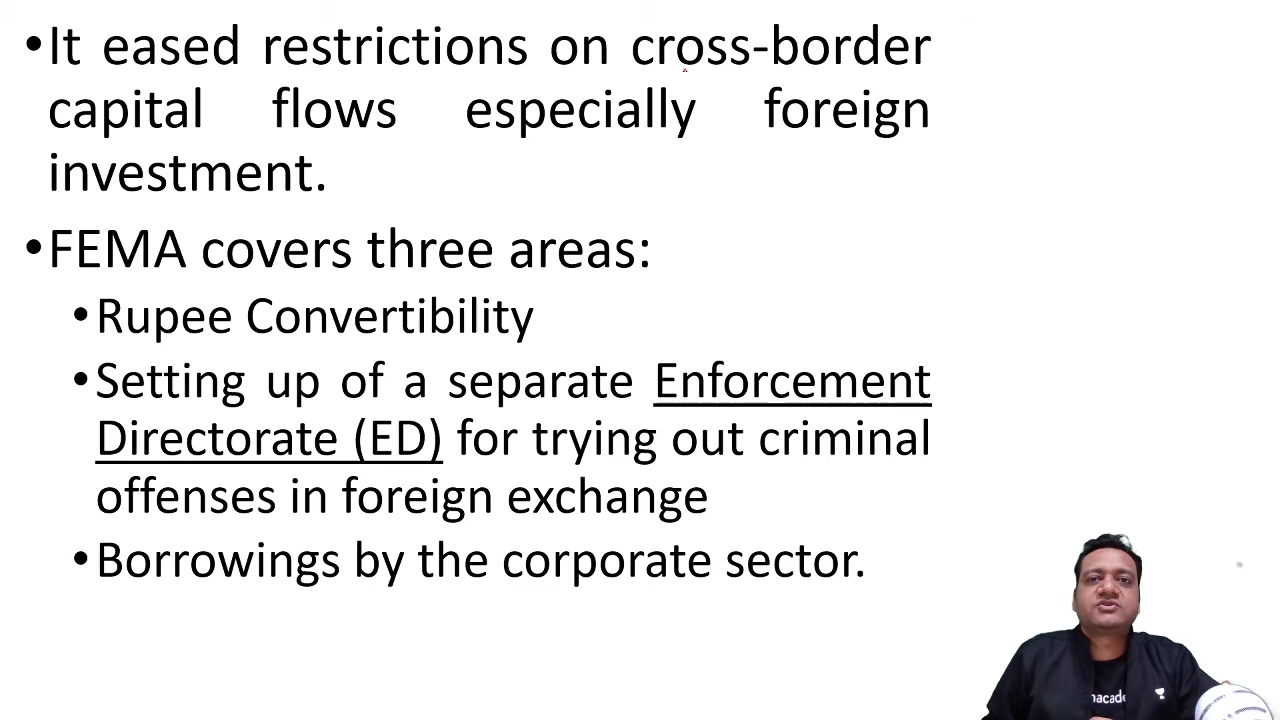 •It eased restrictions on cross-border
capital flows especially foreign
investment.
•FEMA covers three areas:
•Rupee Convertibility
•Setting up of a separate Enforcement
Directorate (ED) for trying out criminal
offenses in foreign exchange
•Borrowings by the corporate sector.